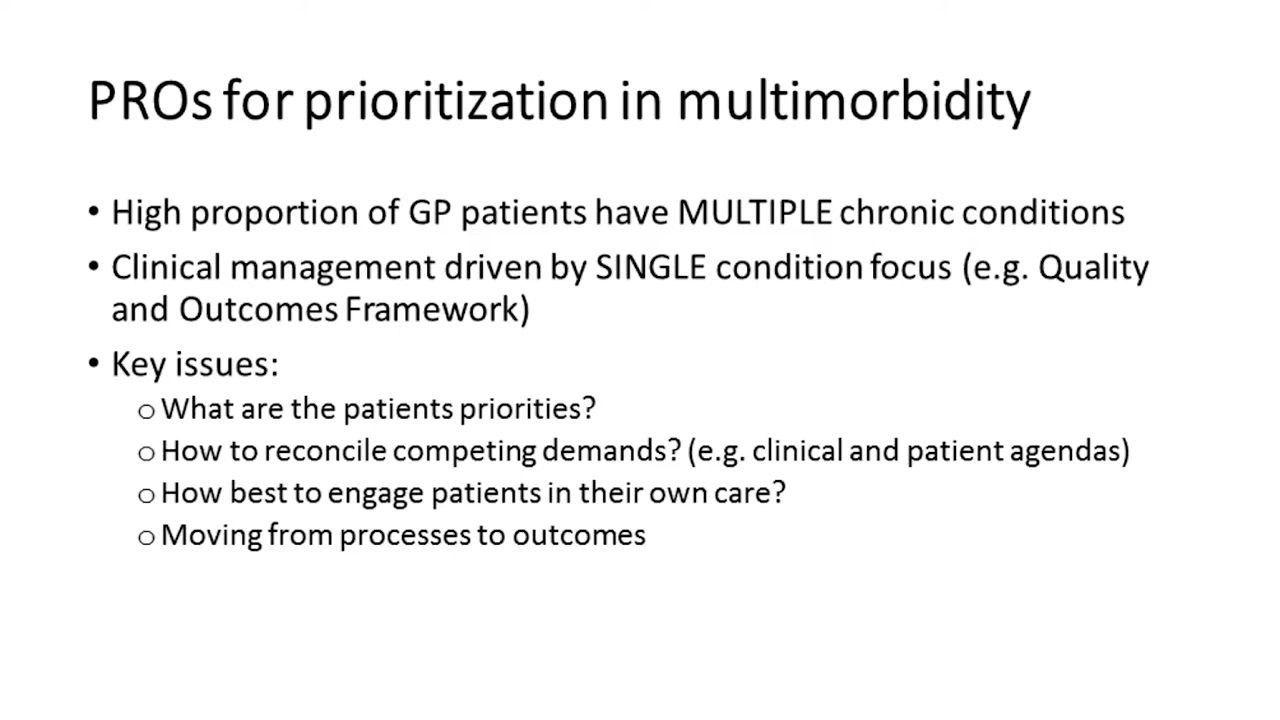 PROs for prioritization in multimorbidity
• High proportion of GP patients have MULTIPLE chronic conditions
• Clinical management driven by SINGLE condition focus (e.g. Quality
and Outcomes Framework)
• Key issues:
o What are the patients priorities?
o How to reconcile competing demands? (e.g. clinical and patient agendas)
o How best to engage patients in their own care?
o Moving from processes to outcomes